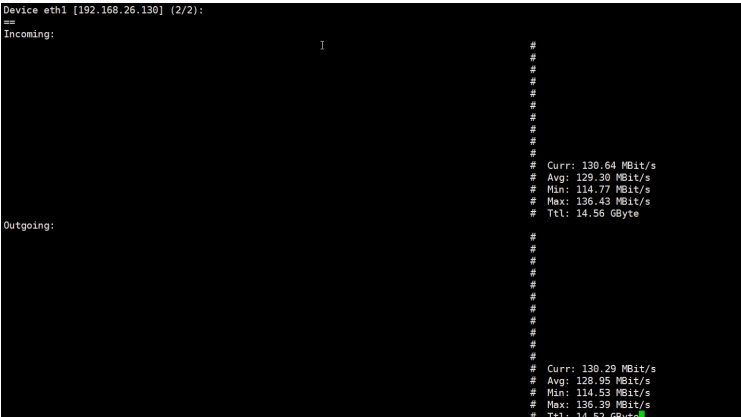 Device eth1 [192.168.26.130] (2/2):
==
Incoming:
#
#
#
#
#
#
#
#
#
#
# Curr: 130.64 MBit/s
# Avg: 129.30 MBit/s
# Min: 114.77 MBit/s
# Max: 136.43 MBit/s
# Ttl: 14.56 GByte
Outgoing:
#
#
#
#
#
#
#
#
#
#
#
# Curr: 130.29 MBit/s
# Avg: 128.95 MBit/s
# Min: 114.53 MBit/s
# Max: 136.39 MBit/s
# Ttl: 14.52 GByte